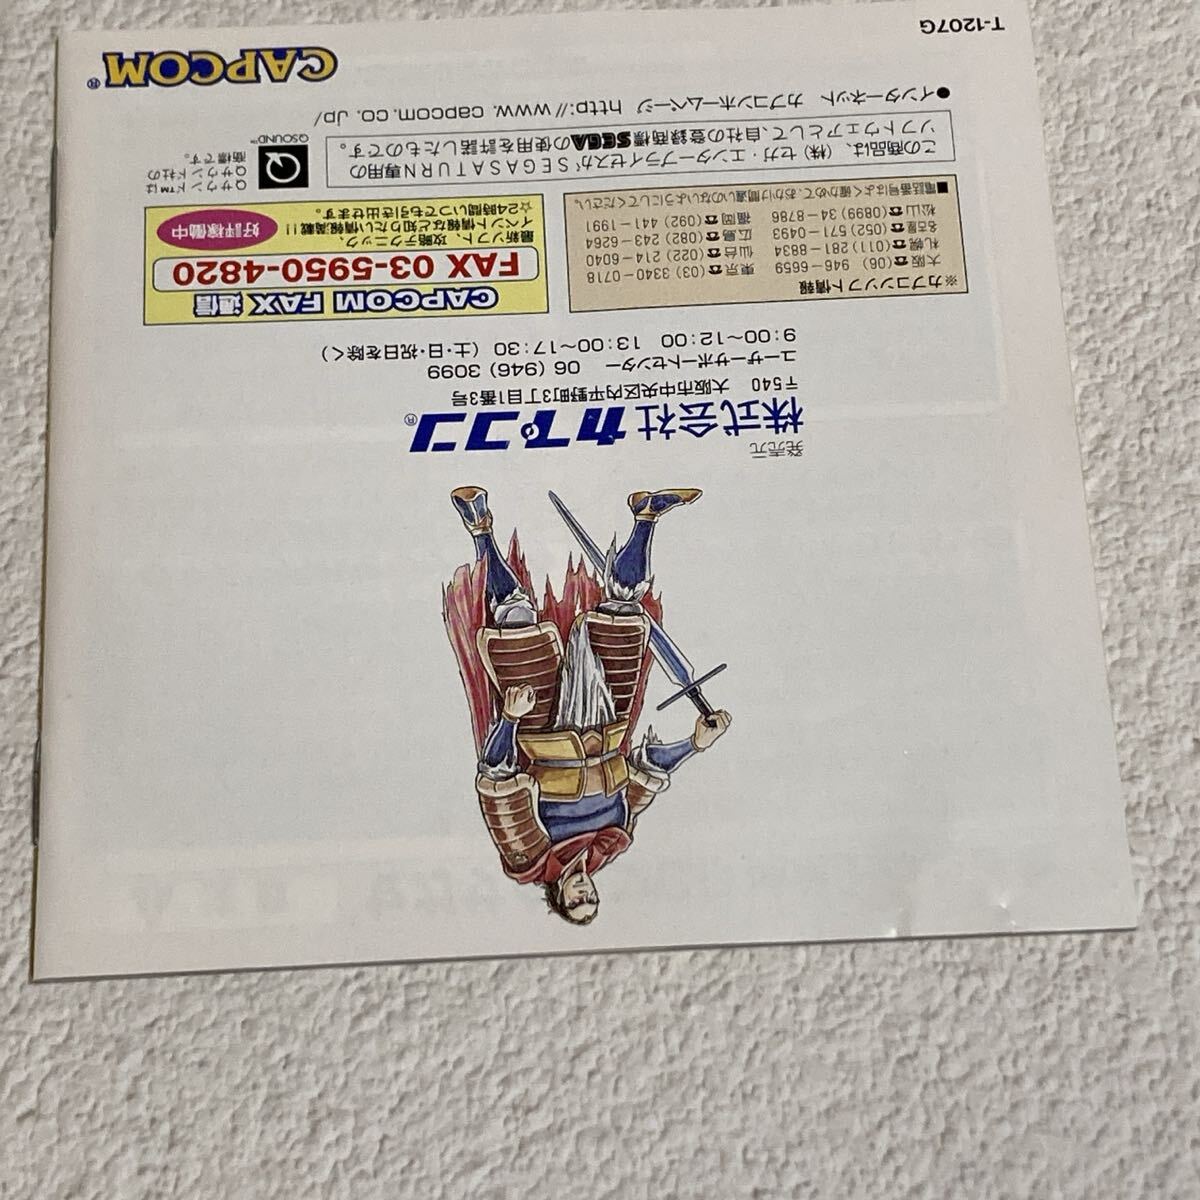 発売元
株式会社カプコン®
〒540 大阪市中央区内平野町3丁目1番3号
ユーザーサポートセンター 06 (946) 3099
9:00～12:00 13:00～17:30 (土・日・祝日を除く)
※カプコンソフト情報
大阪☎(06) 946－6659 東京☎(03) 3340－0718
札幌☎(011) 281－8834 仙台☎(022) 214－6040
名古屋☎(052) 571－0493 広島☎(082) 243－6264
松山☎(0899) 34－8786 福岡☎(092) 441－1991
■電話番号はよく確かめて、おかけ間違いのないようにしてください。
CAPCOM FAX 通信
FAX 03-5950-4820
最新ソフト、攻略テクニック、
イベント情報など知りたい情報満載!!
☆24時間いつでも引き出せます。
好評稼働中
この商品は、(株)セガ・エンタープライゼスがSEGASATURN専用の
ソフトウェアとして、自社の登録商標SEGAの使用を許諾したものです。
QSOUND™
Qサウンド™は
Qサウンド社の
商標です。
●インターネット カプコンホームページ http://www.capcom.co.jp/
CAPCOM®
T-1207G